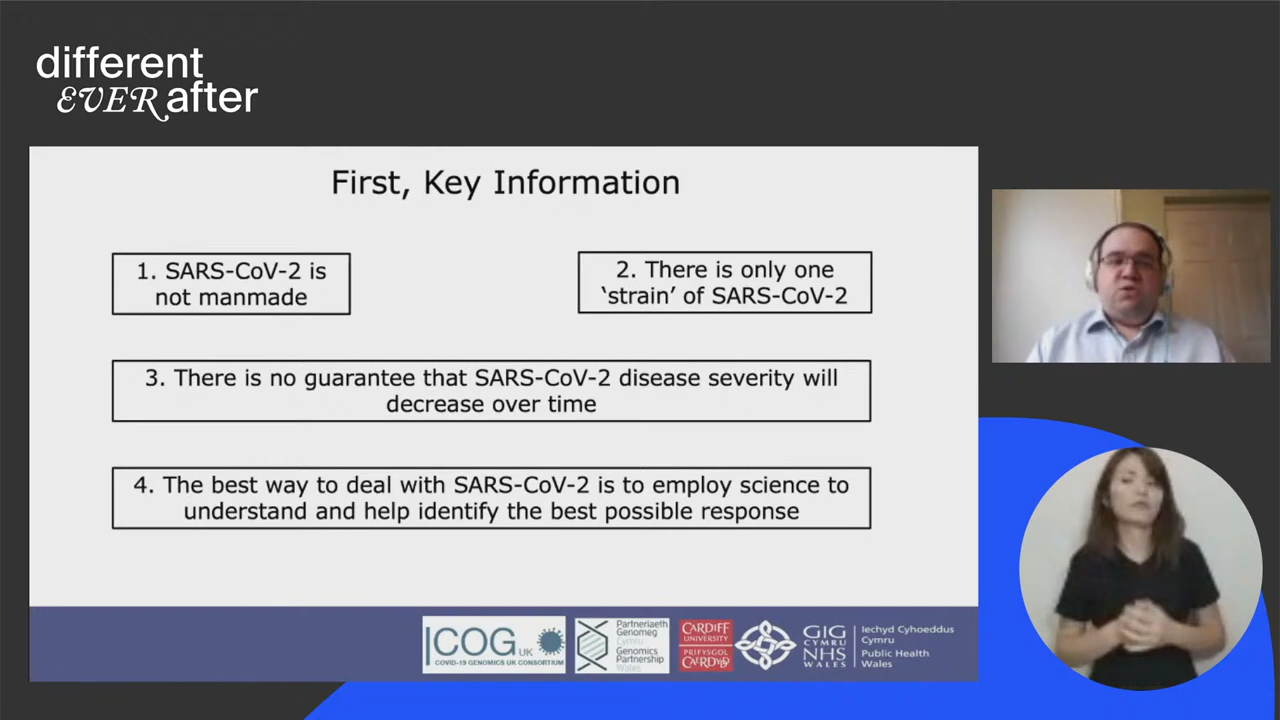 different
EVER after
First, Key Information
1. SARS-CoV-2 is
not manmade
2. There is only one
‘strain’ of SARS-CoV-2
3. There is no guarantee that SARS-CoV-2 disease severity will
decrease over time
4. The best way to deal with SARS-CoV-2 is to employ science to
understand and help identify the best possible response
COG UK
COVID-19 GENOMICS UK CONSORTIUM
Partneriaeth
Genomeg
Cymru
Genomics
Partnership
Wales
CARDIFF
UNIVERSITY
PRIFYSGOL
CAERDYDD
GIG
CYMRU
NHS
WALES
Iechyd Cyhoeddus
Cymru
Public Health
Wales